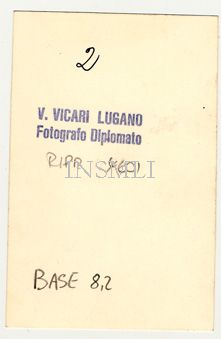 2
V. VICARI LUGANO
Fotografo Diplomato
RIPR
INSMLI
BASE 8,2